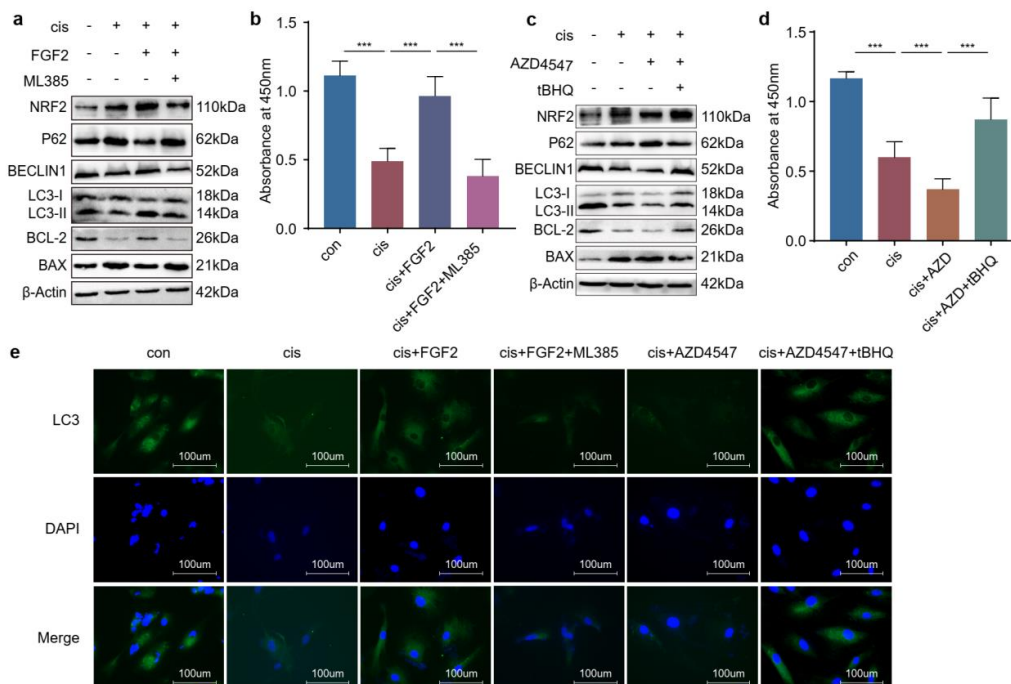 a
cis - + + +
FGF2 - - + +
ML385 - - - +
NRF2 110kDa
P62 62kDa
BECLIN1 52kDa
LC3-I 18kDa
LC3-II 14kDa
BCL-2 26kDa
BAX 21kDa
β-Actin 42kDa
b
Absorbance at 450nm
1.5
1.0
0.5
0.0
*** *** ***
con
cis
cis+FGF2
cis+FGF2+ML385
c
cis - + + +
AZD4547 - - + +
tBHQ - - - +
NRF2 110kDa
P62 62kDa
BECLIN1 52kDa
LC3-I 18kDa
LC3-II 14kDa
BCL-2 26kDa
BAX 21kDa
β-Actin 42kDa
d
Absorbance at 450nm
1.5
1.0
0.5
0.0
*** *** ***
con
cis
cis+AZD
cis+AZD+tBHQ
e
con cis cis+FGF2 cis+FGF2+ML385 cis+AZD4547 cis+AZD4547+tBHQ
LC3
100um 100um 100um 100um 100um 100um
DAPI
100um 100um 100um 100um 100um 100um
Merge
100um 100um 100um 100um 100um 100um